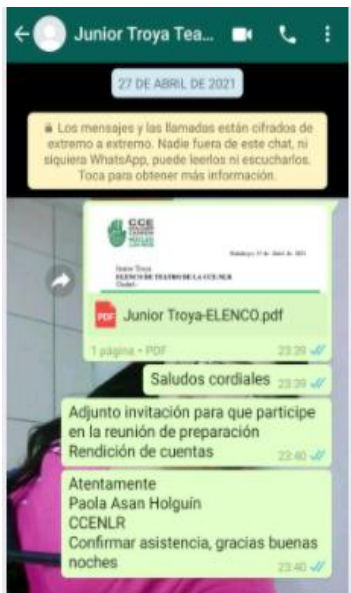 Junior Troya Tea...
27 DE ABRIL DE 2021
Los mensajes y las llamadas están cifrados de
extremo a extremo. Nadie fuera de este chat, ni
siquiera WhatsApp, puede leerlos ni escucharlos.
Toca para obtener más información.
CCE
Junior Troya
ELENCO DE TEATRO DE LA CCE-NLR
Ciudad.-
PDF
Junior Troya-ELENCO.pdf
1 página • PDF 23:39
Saludos cordiales 23:39
Adjunto invitación para que participe
en la reunión de preparación
Rendición de cuentas 23:40
Atentamente
Paola Asan Holguín
CCENLR
Confirmar asistencia, gracias buenas
noches 23:40